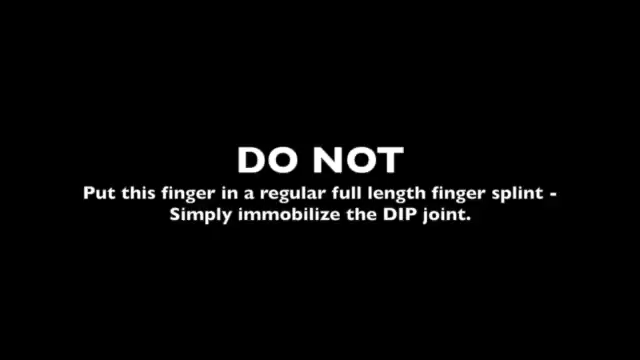 DO NOT
Put this finger in a regular full length finger splint -
Simply immobilize the DIP joint.